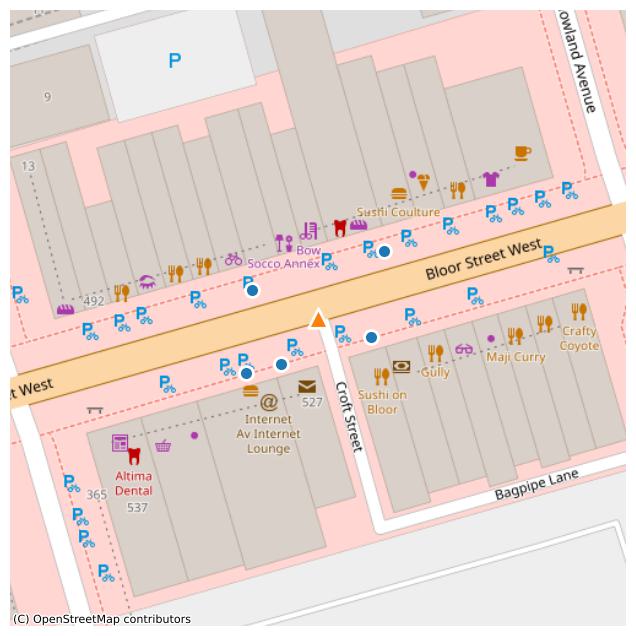 P
9
Howland Avenue
13
Sushi Coulture
Bow
Socco Annex
Bloor Street West
492
t West
Crafty
Coyote
Maji Curry
Gully
Sushi on
Bloor
527
@
Internet
Av Internet
Lounge
Croft Street
Altima
Dental
365
537
Bagpipe Lane
(C) OpenStreetMap contributors